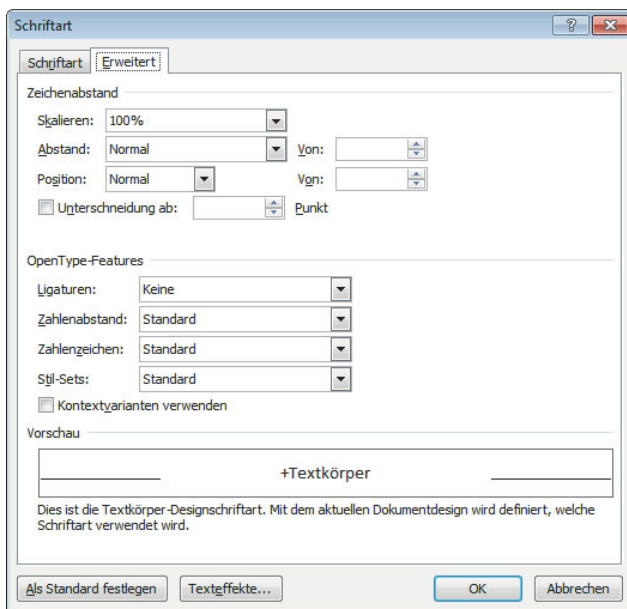 Schriftart
Schriftart Erweitert
Zeichenabstand
Skalieren: 100%
Abstand: Normal Von:
Position: Normal Von:
Unterschneidung ab: Punkt
OpenType-Features
Ligaturen: Keine
Zahlenabstand: Standard
Zahlenzeichen: Standard
Stil-Sets: Standard
Kontextvarianten verwenden
Vorschau
+Textkörper
Dies ist die Textkörper-Designschriftart. Mit dem aktuellen Dokumentdesign wird definiert, welche
Schriftart verwendet wird.
Als Standard festlegen Texteffekte... OK Abbrechen